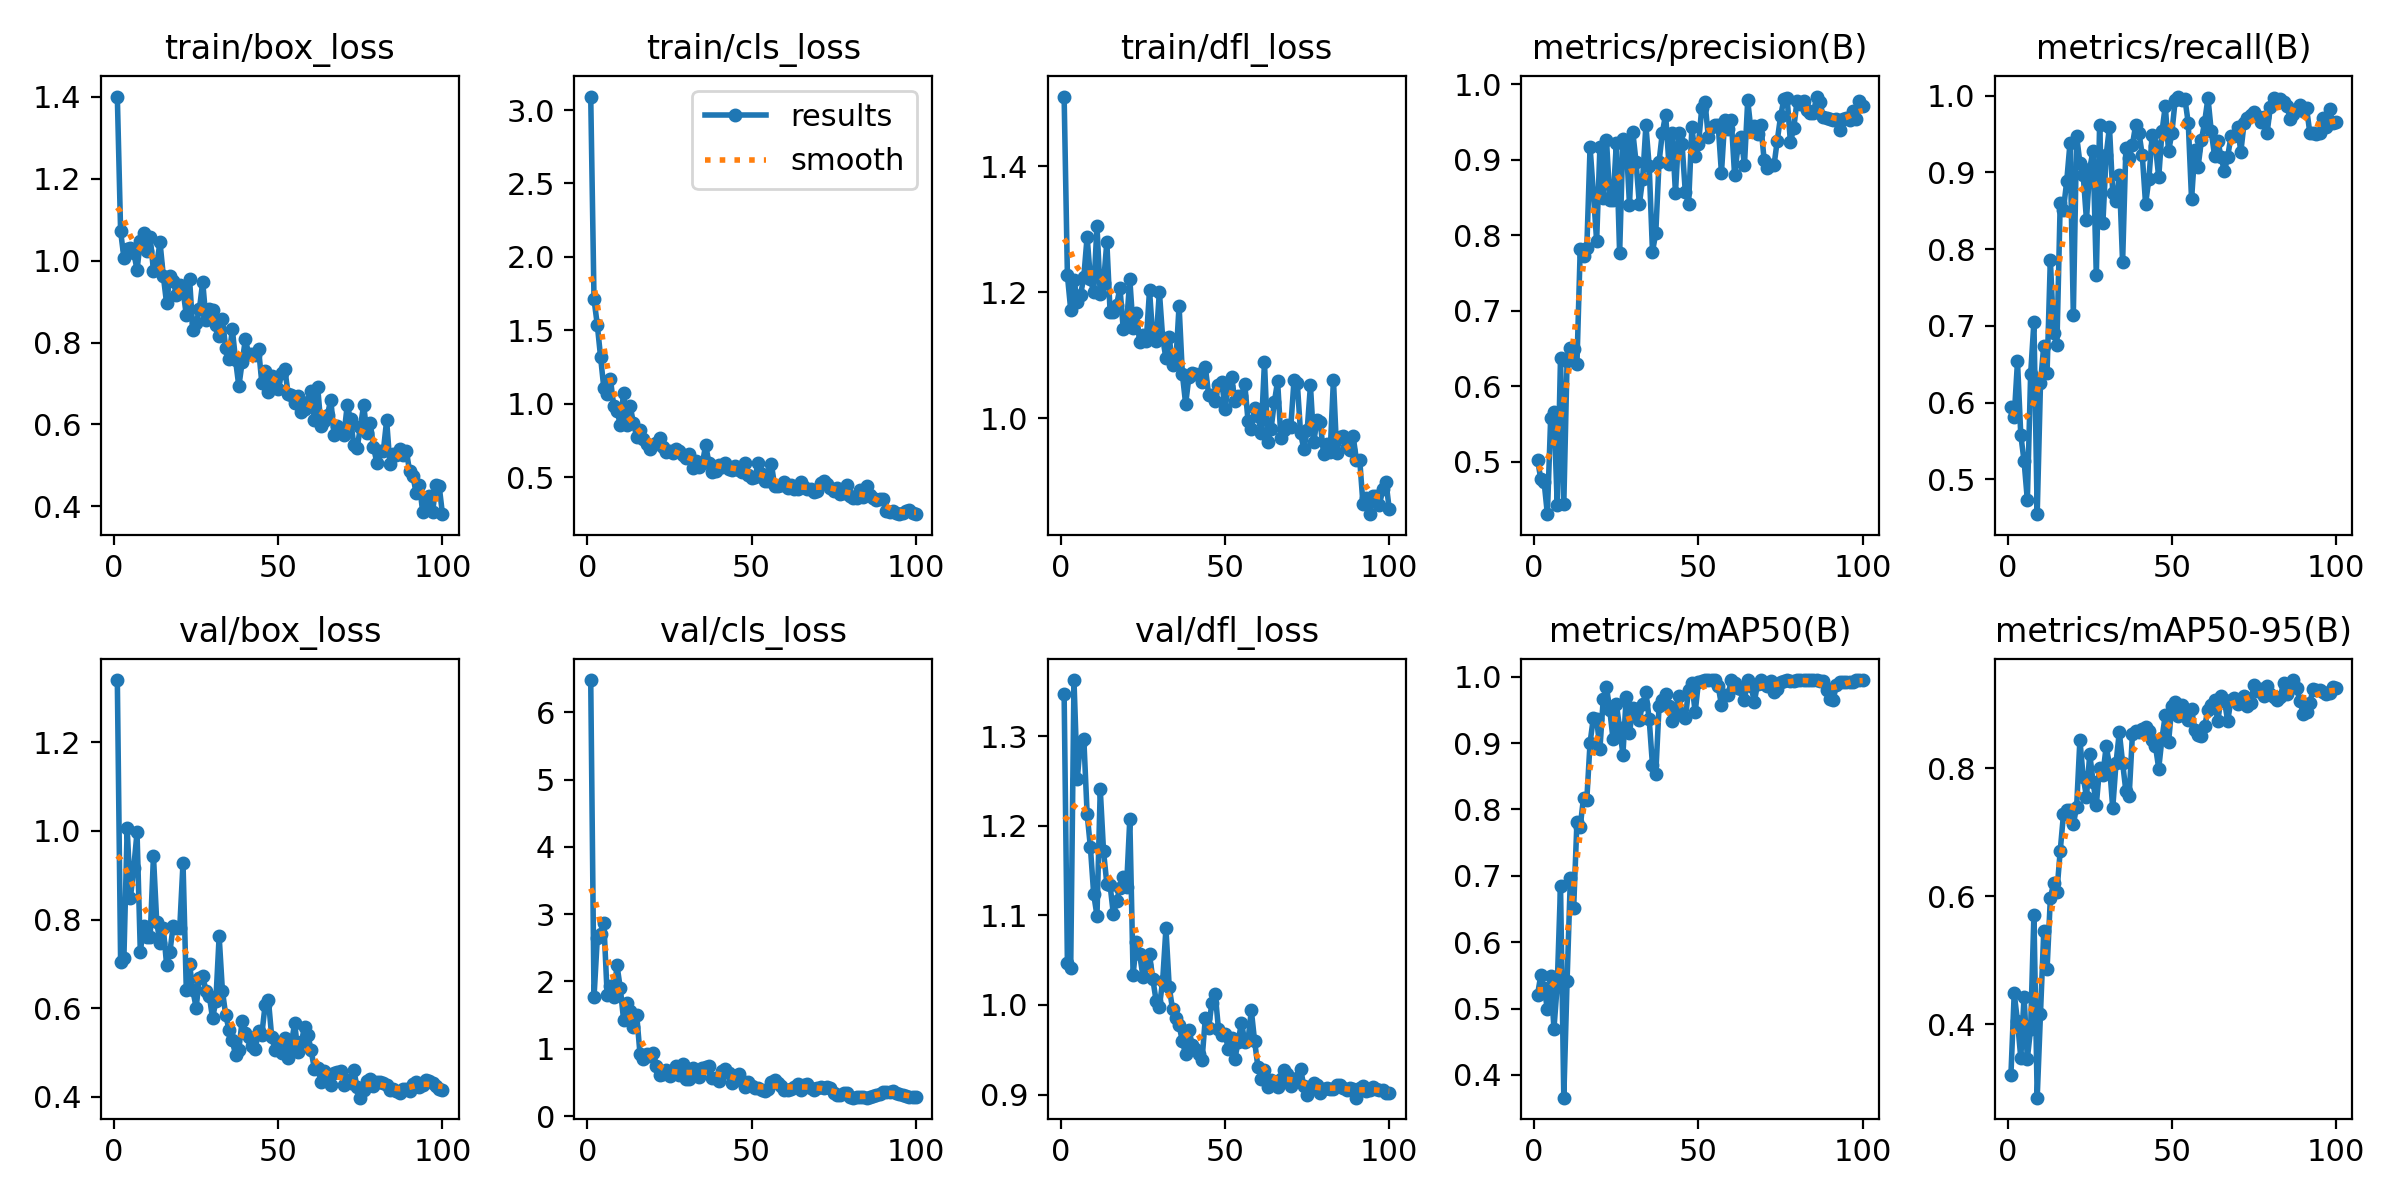 train/box_loss
1.4
1.2
1.0
0.8
0.6
0.4
0 50 100
train/cls_loss
results
smooth
3.0
2.5
2.0
1.5
1.0
0.5
0 50 100
train/dfl_loss
1.4
1.2
1.0
0 50 100
metrics/precision(B)
1.0
0.9
0.8
0.7
0.6
0.5
0 50 100
metrics/recall(B)
1.0
0.9
0.8
0.7
0.6
0.5
0 50 100
val/box_loss
1.2
1.0
0.8
0.6
0.4
0 50 100
val/cls_loss
6
5
4
3
2
1
0
0 50 100
val/dfl_loss
1.3
1.2
1.1
1.0
0.9
0 50 100
metrics/mAP50(B)
1.0
0.9
0.8
0.7
0.6
0.5
0.4
0 50 100
metrics/mAP50-95(B)
0.8
0.6
0.4
0 50 100